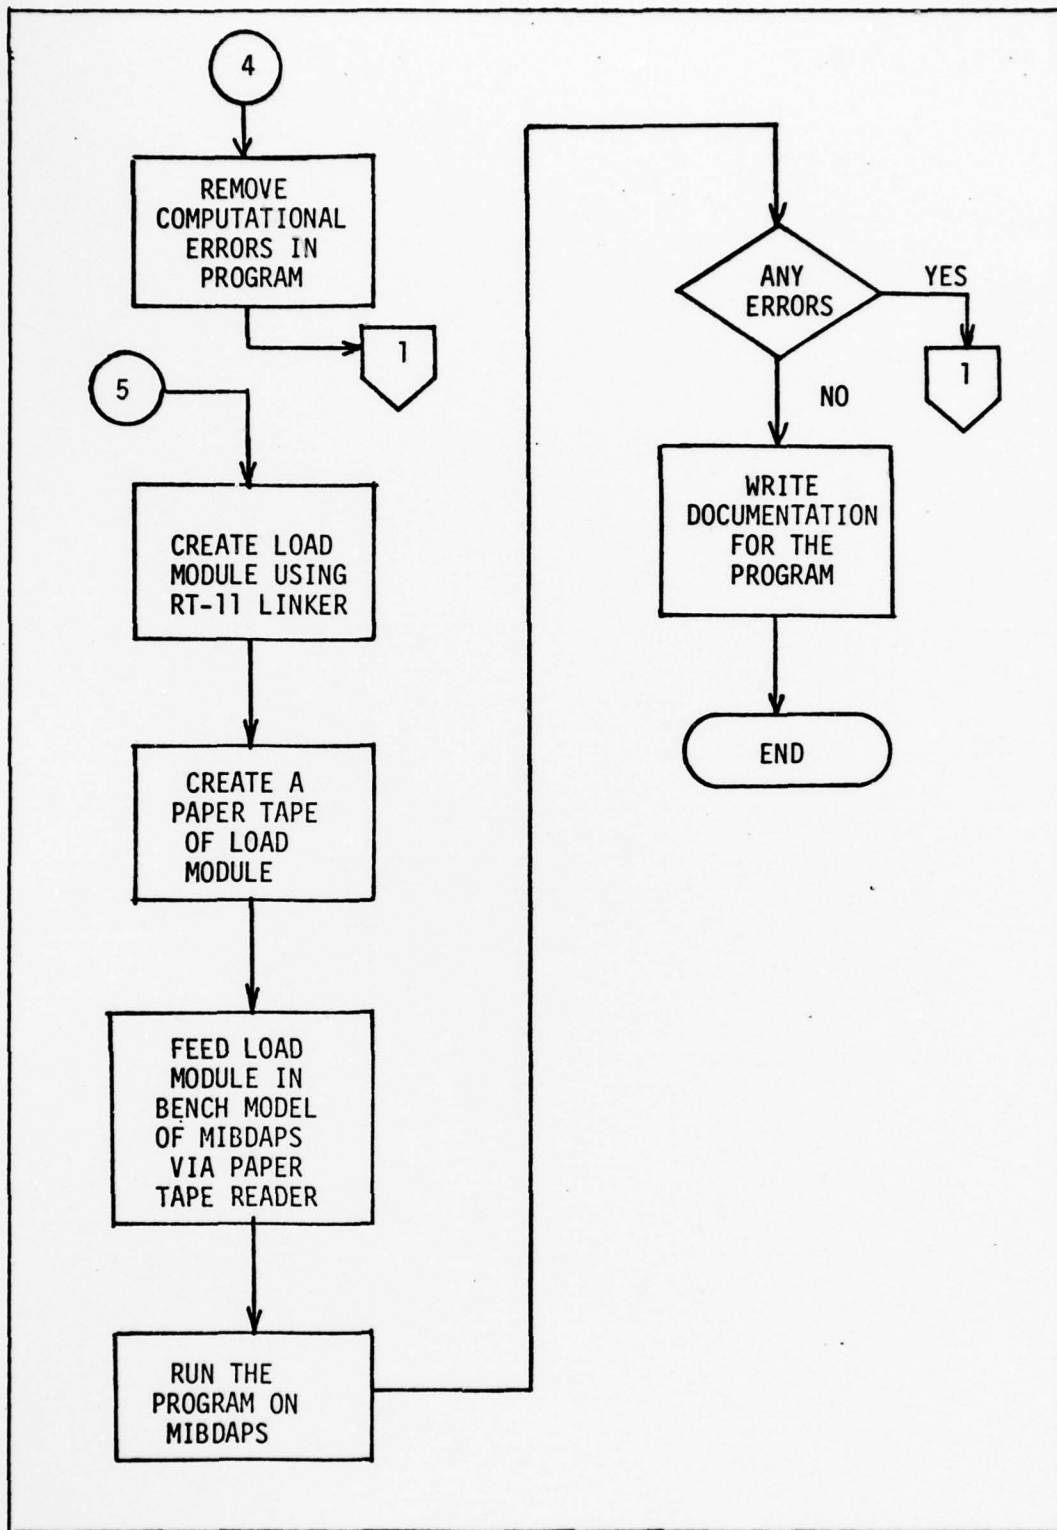 4
REMOVE
COMPUTATIONAL
ERRORS IN
PROGRAM
1
5
CREATE LOAD
MODULE USING
RT-11 LINKER
CREATE A
PAPER TAPE
OF LOAD
MODULE
FEED LOAD
MODULE IN
BENCH MODEL
OF MIBDAPS
VIA PAPER
TAPE READER
RUN THE
PROGRAM ON
MIBDAPS
ANY
ERRORS
YES
1
NO
WRITE
DOCUMENTATION
FOR THE
PROGRAM
END